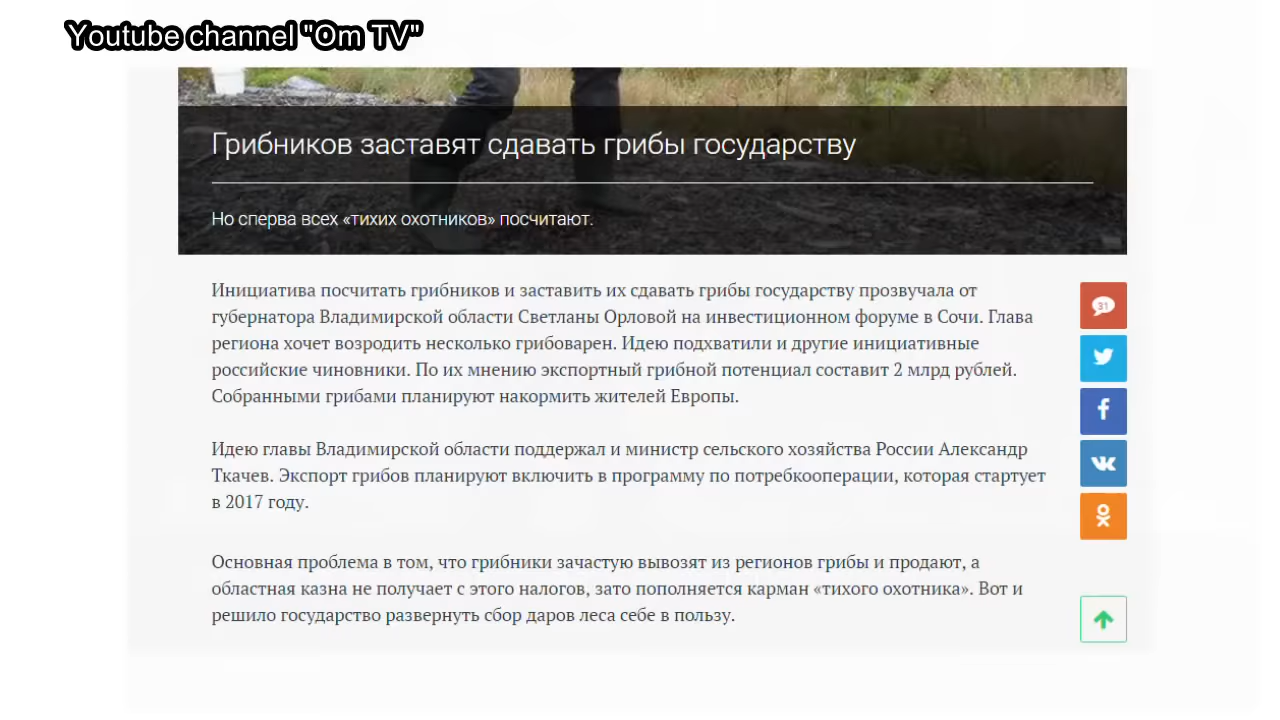 Youtube channel "Om TV"
Грибников заставят сдавать грибы государству
Но сперва всех «тихих охотников» посчитают.
Инициатива посчитать грибников и заставить их сдавать грибы государству прозвучала от
губернатора Владимирской области Светланы Орловой на инвестиционном форуме в Сочи. Глава
региона хочет возродить несколько грибоварен. Идею подхватили и другие инициативные
российские чиновники. По их мнению экспортный грибной потенциал составит 2 млрд рублей.
Собранными грибами планируют накормить жителей Европы.
Идею главы Владимирской области поддержал и министр сельского хозяйства России Александр
Ткачев. Экспорт грибов планируют включить в программу по потребкооперации, которая стартует
в 2017 году.
Основная проблема в том, что грибники зачастую вывозят из регионов грибы и продают, а
областная казна не получает с этого налогов, зато пополняется карман «тихого охотника». Вот и
решило государство развернуть сбор даров леса себе в пользу.
31